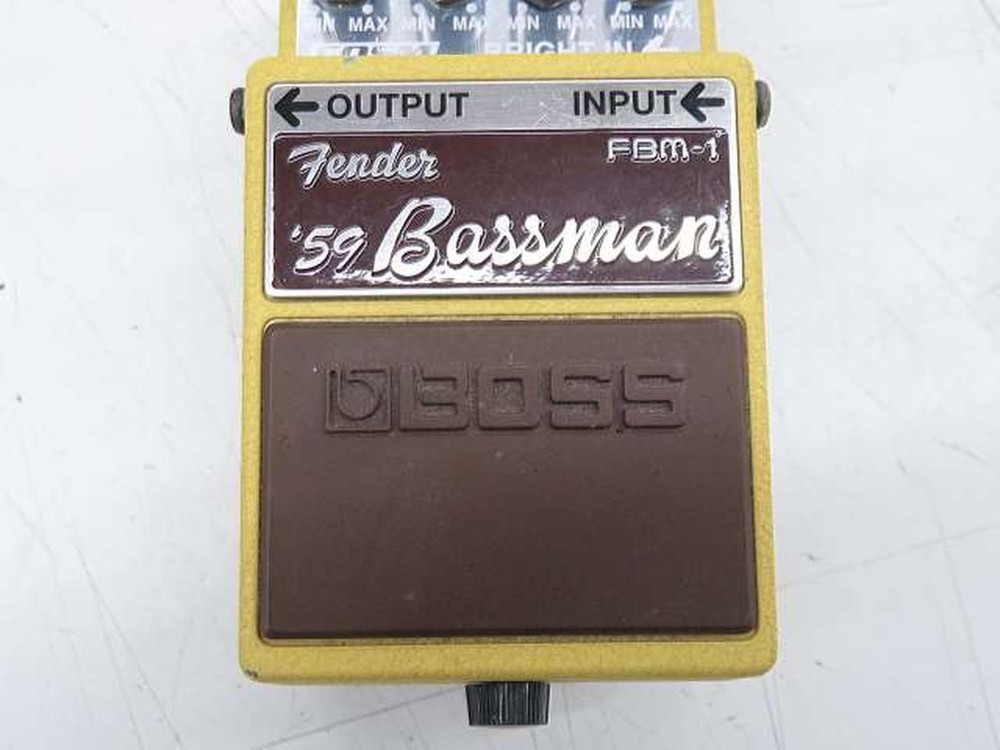 MIN MAX MIN MAX MIN MAX MIN MAX
BRIGHT IN
OUTPUT INPUT
Fender FBM-1
'59 Bassman
BOSS